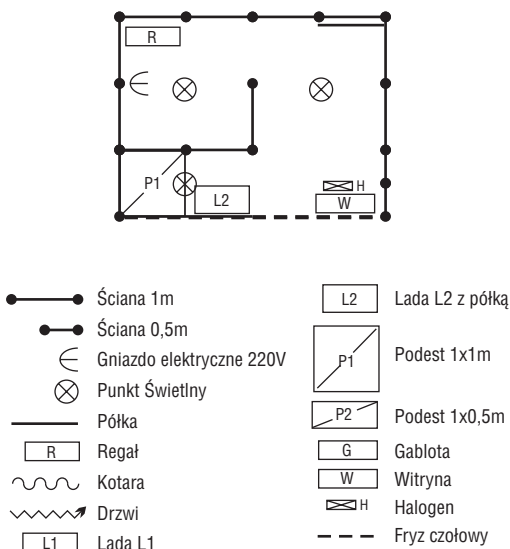 R
P1
L2
H
W
Ściana 1m
Ściana 0,5m
Gniazdo elektryczne 220V
Punkt Świetlny
Półka
R Regał
Kotara
Drzwi
L1 Lada L1
L2 Lada L2 z półką
P1 Podest 1x1m
P2 Podest 1x0,5m
G Gablota
W Witryna
H Halogen
Fryz czołowy